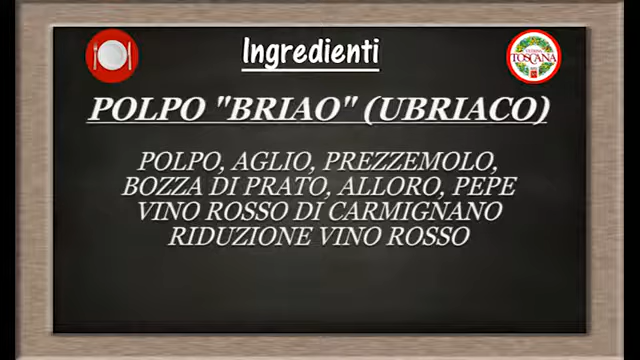 Ingredienti
TOSCANA
POLPO "BRIAO" (UBRIACO)
POLPO, AGLIO, PREZZEMOLO,
BOZZA DI PRATO, ALLORO, PEPE
VINO ROSSO DI CARMIGNANO
RIDUZIONE VINO ROSSO